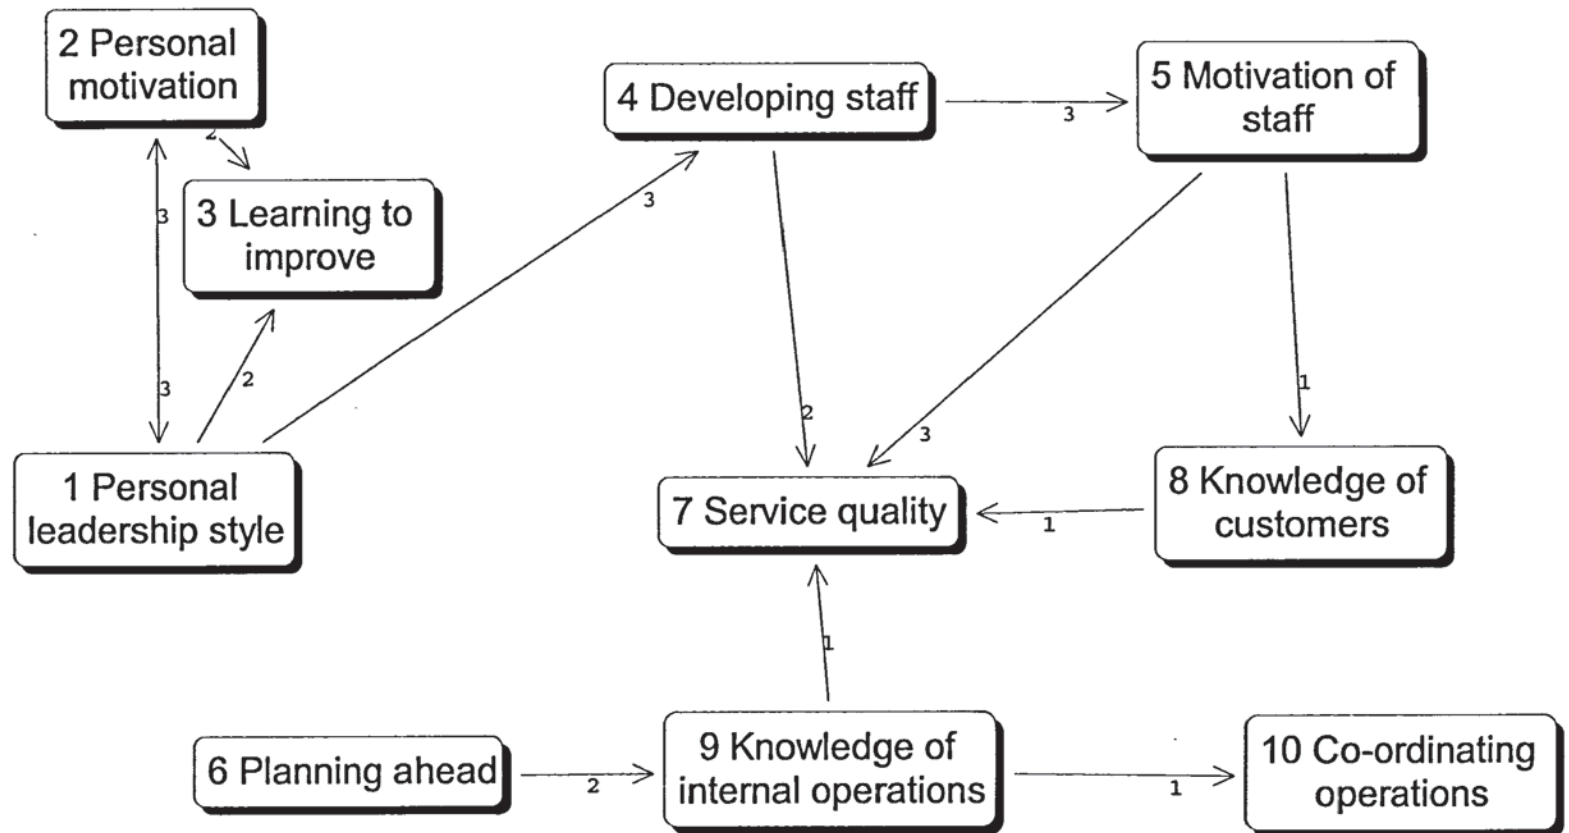 2 Personal
motivation
4 Developing staff
5 Motivation of
staff
3
2
3 Learning to
improve
3
3
3
2
1
2
3
1 Personal
leadership style
7 Service quality
8 Knowledge of
customers
1
1
6 Planning ahead
2
9 Knowledge of
internal operations
1
10 Co-ordinating
operations